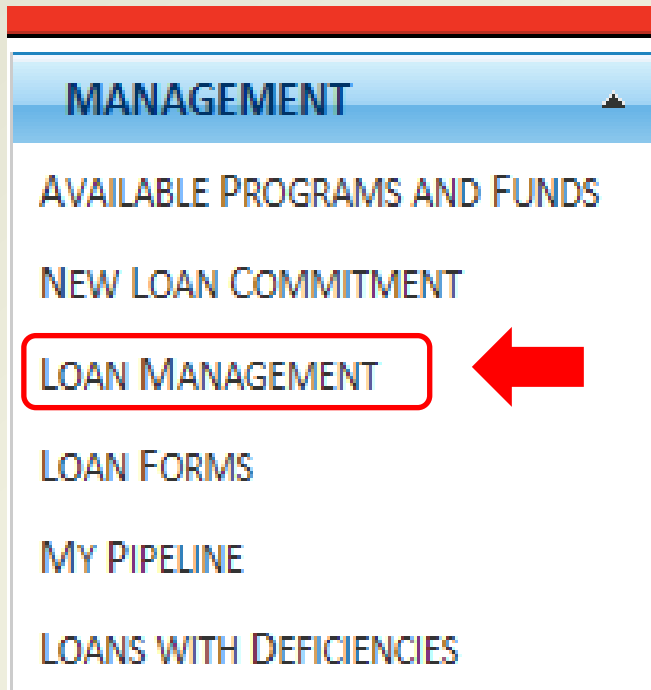 MANAGEMENT
AVAILABLE PROGRAMS AND FUNDS
NEW LOAN COMMITMENT
LOAN MANAGEMENT
LOAN FORMS
MY PIPELINE
LOANS WITH DEFICIENCIES